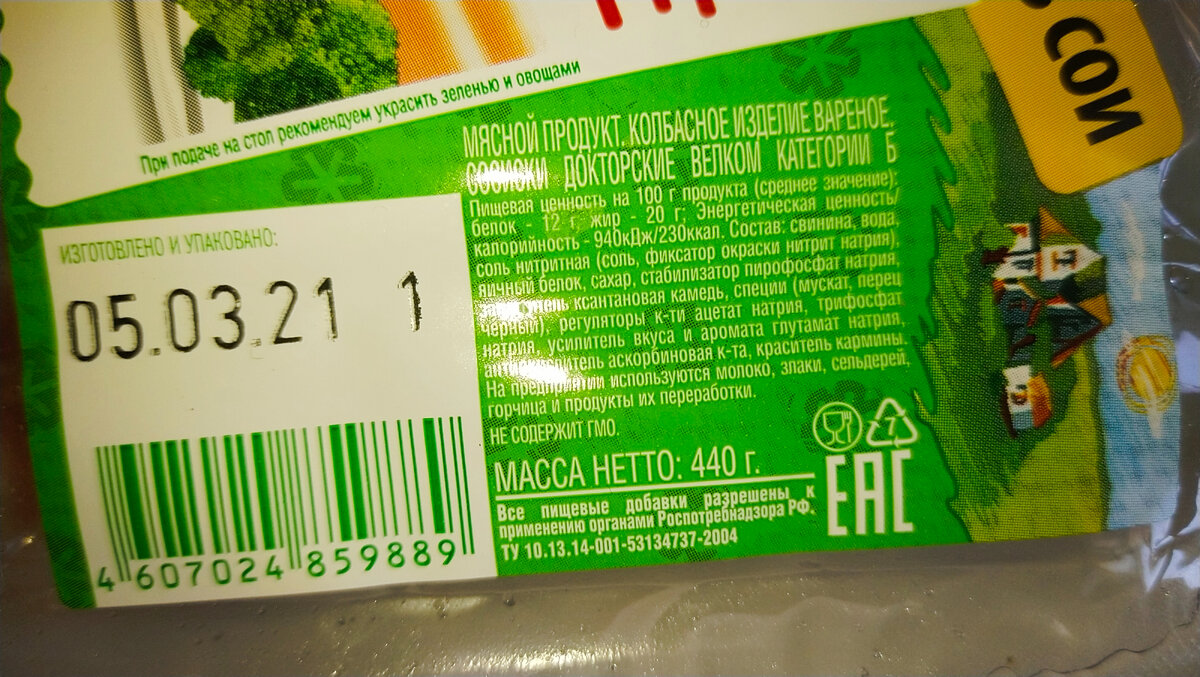 СОИ
При подаче на стол рекомендуем украсить зеленью и овощами
МЯСНОЙ ПРОДУКТ. КОЛБАСНОЕ ИЗДЕЛИЕ ВАРЕНОЕ.
СОСИСКИ ДОКТОРСКИЕ ВЕЛКОМ КАТЕГОРИИ Б
Пищевая ценность на 100 г продукта (среднее значение):
белок - 12 г, жир - 20 г; Энергетическая ценность/
калорийность - 940кДж/230ккал. Состав: свинина, вода,
соль нитритная (соль, фиксатор окраски нитрит натрия),
яичный белок, сахар, стабилизатор пирофосфат натрия,
ксантановая камедь, специи (мускат, перец
черный), регуляторы к-ти ацетат натрия, трифосфат
натрия, усилитель вкуса и аромата глутамат натрия,
аскорбиновая к-та, краситель кармины.
На предприятии используются молоко, злаки, сельдерей,
горчица и продукты их переработки.
НЕ СОДЕРЖИТ ГМО.
МАССА НЕТТО: 440 г.
Все пищевые добавки разрешены к
применению органами Роспотребнадзора РФ.
ТУ 10.13.14-001-53134737-2004
7
EAC
ИЗГОТОВЛЕНО И УПАКОВАНО:
05.03.21 1
4 607024 859889